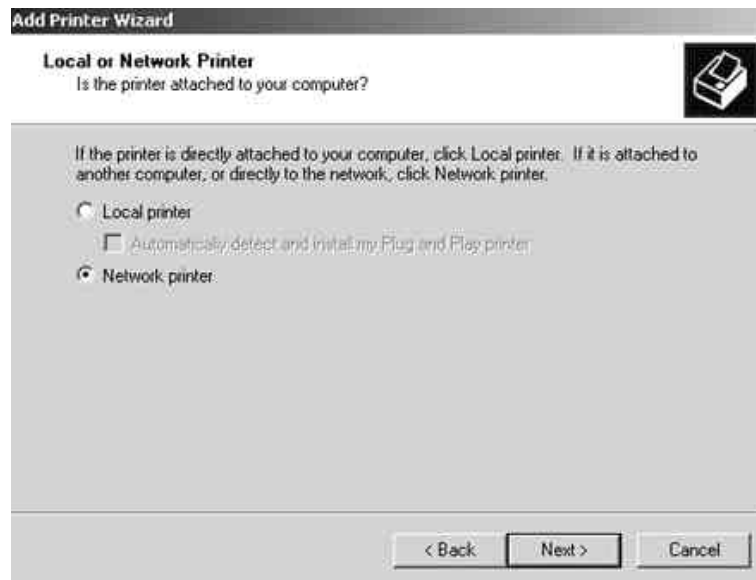 Add Printer Wizard
Local or Network Printer
Is the printer attached to your computer?
If the printer is directly attached to your computer, click Local printer. If it is attached to
another computer, or directly to the network, click Network printer.
Local printer
Automatically detect and install my Plug and Play printer
Network printer
< Back
Next >
Cancel